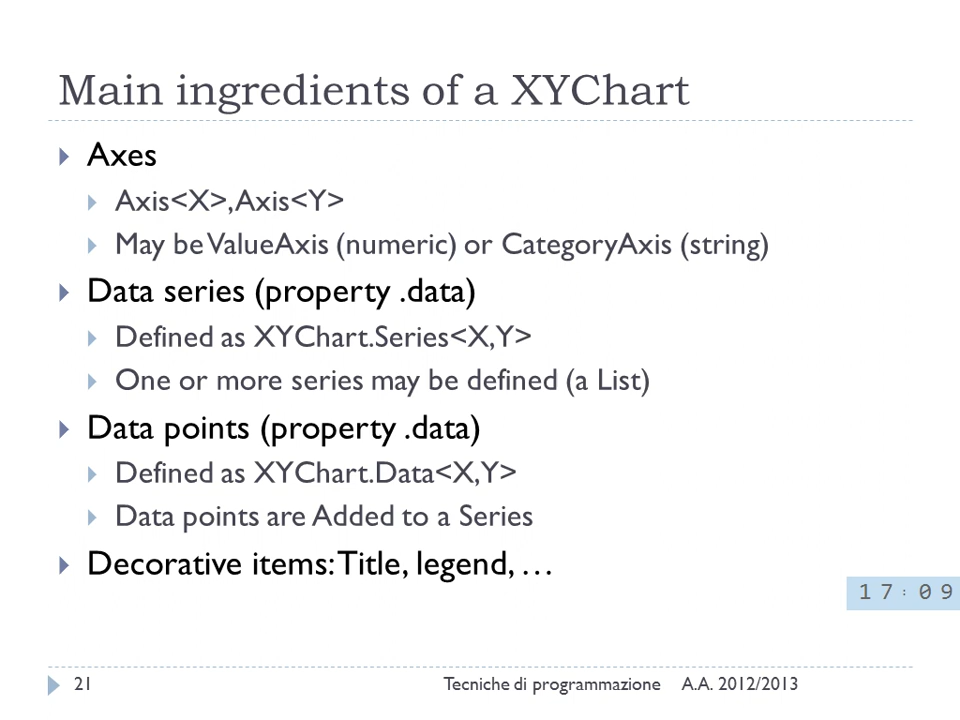 Main ingredients of a XYChart
Axes
Axis<X>, Axis<Y>
May be ValueAxis (numeric) or CategoryAxis (string)
Data series (property .data)
Defined as XYChart.Series<X,Y>
One or more series may be defined (a List)
Data points (property .data)
Defined as XYChart.Data<X,Y>
Data points are Added to a Series
Decorative items: Title, legend, …
17:09
21 Tecniche di programmazione A.A. 2012/2013